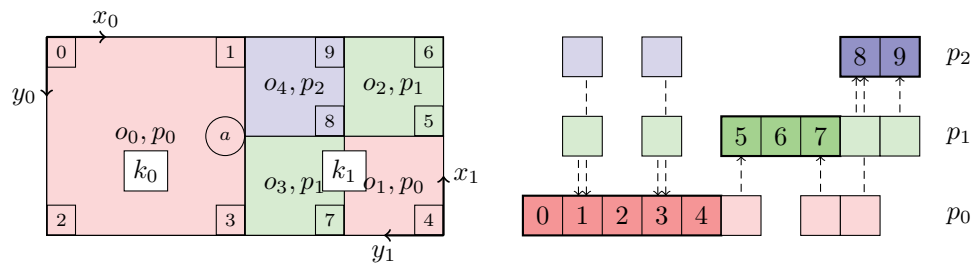 x₀
y₀
0 1 9 6
o₄, p₂ o₂, p₁
8 5
o₀, p₀ a
k₀ k₁
o₃, p₁ o₁, p₀
x₁
2 3 7 4
y₁
8 9 p₂
5 6 7 p₁
0 1 2 3 4 p₀